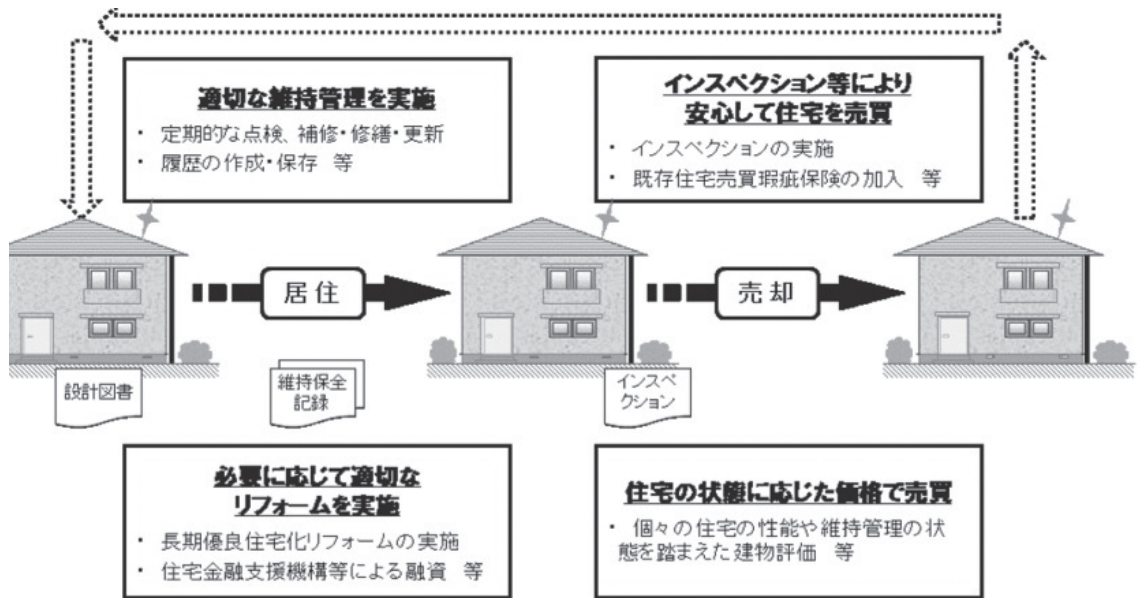 適切な維持管理を実施
・ 定期的な点検、補修・修繕・更新
・ 履歴の作成・保存　等
インスペクション等により
安心して住宅を売買
・ インスペクションの実施
・ 既存住宅売買瑕疵保険の加入　等
居住
売却
設計図書
維持保全
記録
インスペ
クション
必要に応じて適切な
リフォームを実施
・ 長期優良住宅化リフォームの実施
・ 住宅金融支援機構等による融資　等
住宅の状態に応じた価格で売買
・ 個々の住宅の性能や維持管理の状
態を踏まえた建物評価　等